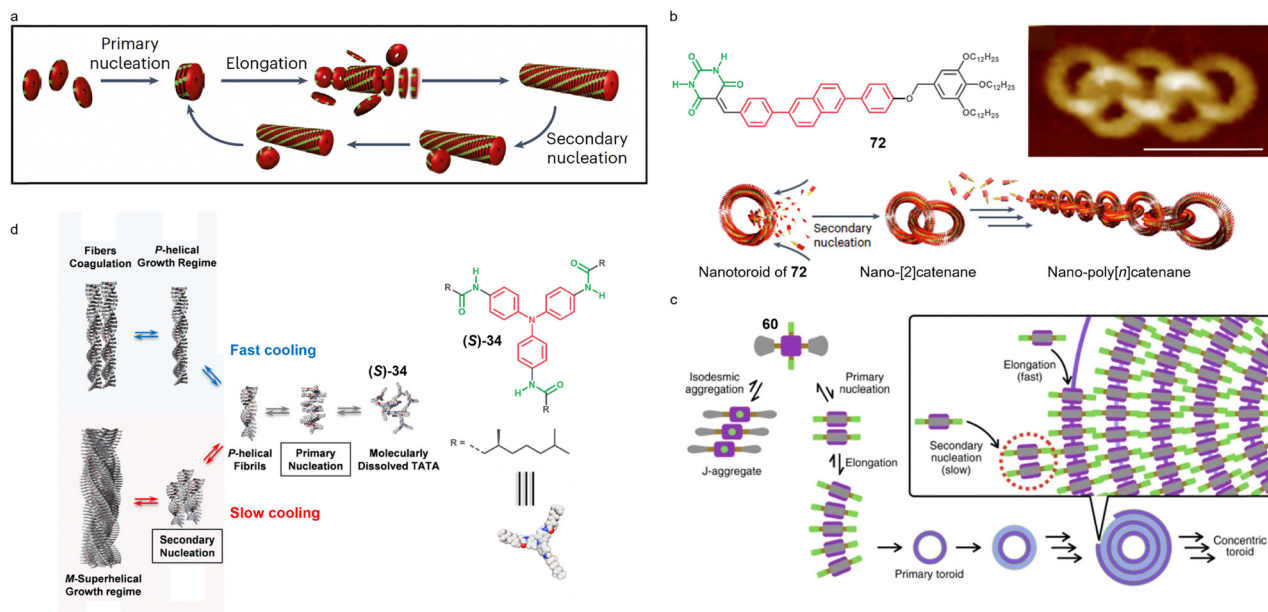 a
Primary
nucleation
Elongation
Secondary
nucleation
b
H
O
N
O
N
H
O
O
OC12H25
OC12H25
OC12H25
72
Secondary
nucleation
Nanotoroid of 72
Nano-[2]catenane
Nano-poly[n]catenane
c
60
Isodesmic
aggregation
Primary
nucleation
J-aggregate
Elongation
Elongation
(fast)
Secondary
nucleation
(slow)
Primary toroid
Concentric
toroid
d
Fibers
Coagulation
P-helical
Growth Regime
Fast cooling
(S)-34
P-helical
Fibrils
Primary
Nucleation
Molecularly
Dissolved TATA
Slow cooling
Secondary
Nucleation
M-Superhelical
Growth regime
R
O
H
N
O
R
N
H
N
(S)-34
H
N
O
R
R =